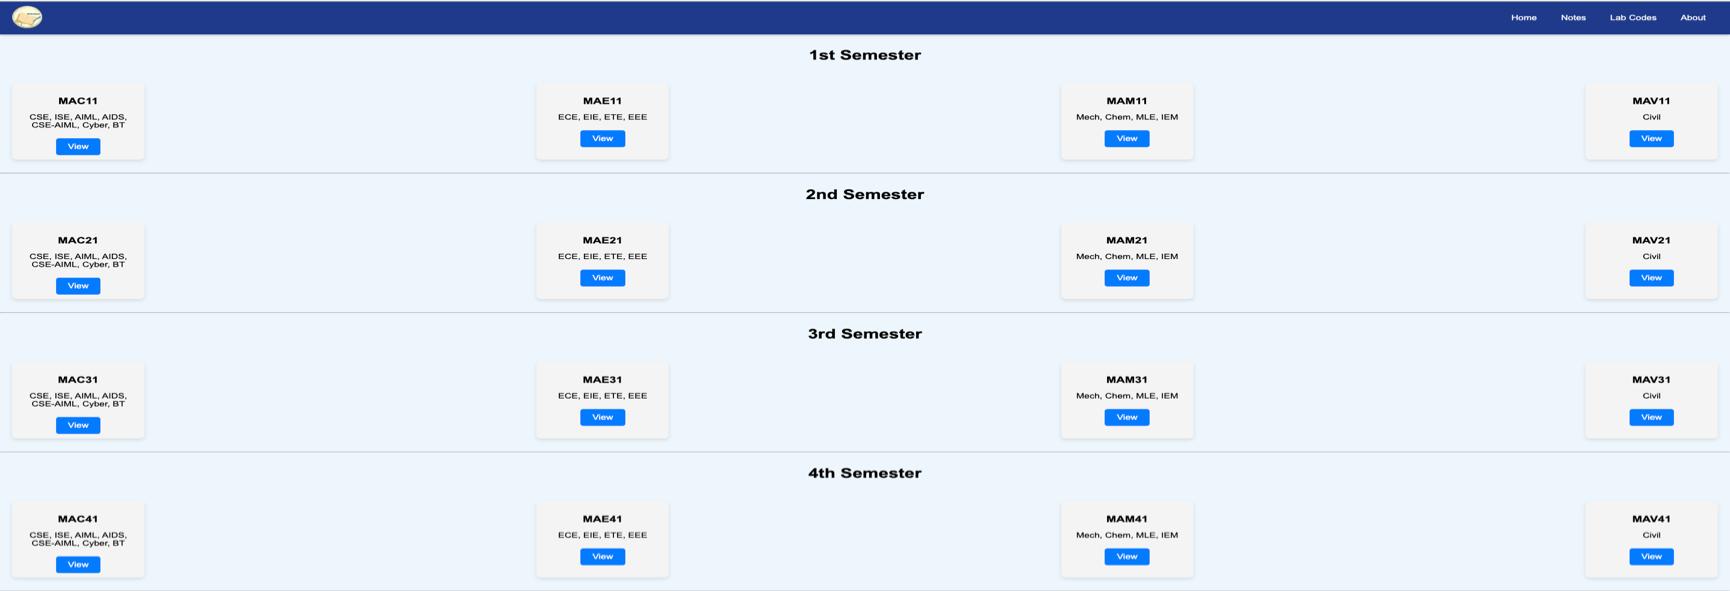 Home Notes Lab Codes About
1st Semester
MAC11 MAE11 MAM11 MAV11
CSE, ISE, AIML, AIDS, ECE, EIE, ETE, EEE Mech, Chem, MLE, IEM Civil
CSE-AIML, Cyber, BT
View View View View
2nd Semester
MAC21 MAE21 MAM21 MAV21
CSE, ISE, AIML, AIDS, ECE, EIE, ETE, EEE Mech, Chem, MLE, IEM Civil
CSE-AIML, Cyber, BT
View View View View
3rd Semester
MAC31 MAE31 MAM31 MAV31
CSE, ISE, AIML, AIDS, ECE, EIE, ETE, EEE Mech, Chem, MLE, IEM Civil
CSE-AIML, Cyber, BT
View View View View
4th Semester
MAC41 MAE41 MAM41 MAV41
CSE, ISE, AIML, AIDS, ECE, EIE, ETE, EEE Mech, Chem, MLE, IEM Civil
CSE-AIML, Cyber, BT
View View View View